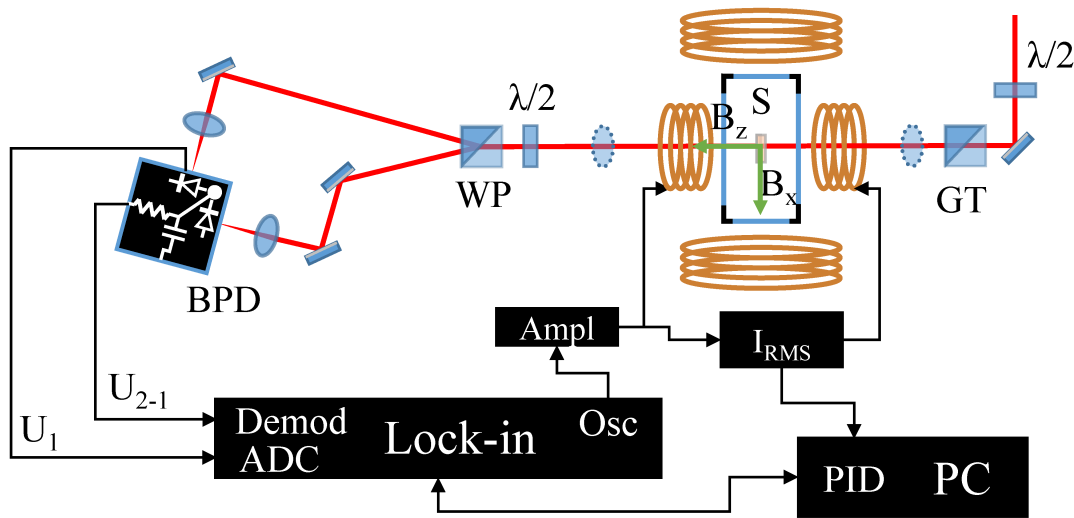 λ/2
S
λ/2
B_z
B_x
WP
GT
BPD
Ampl
I_RMS
U_2-1
Osc
Demod
U_1
Lock-in
ADC
PID
PC